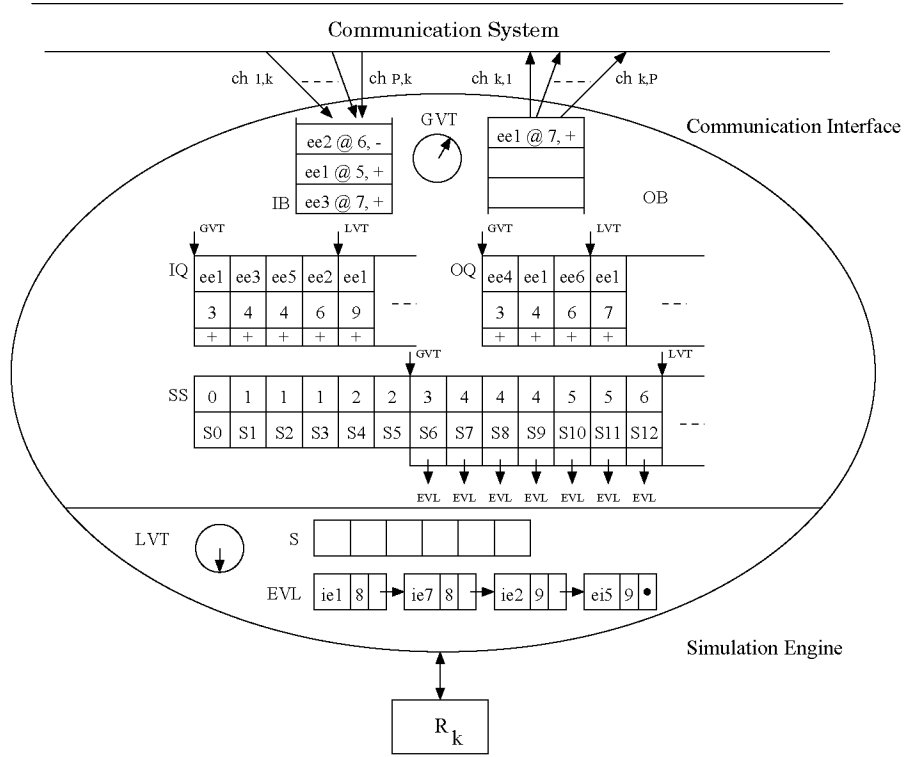 Communication System
ch 1,k ch P,k ch k,1 ch k,P
GVT
Communication Interface
ee2 @ 6, - ee1 @ 7, +
ee1 @ 5, +
IB ee3 @ 7, + OB
GVT LVT GVT LVT
IQ ee1 ee3 ee5 ee2 ee1 OQ ee4 ee1 ee6 ee1
3 4 4 6 9 3 4 6 7
+ + + + + + + + +
GVT LVT
SS 0 1 1 1 2 2 3 4 4 4 5 5 6
S0 S1 S2 S3 S4 S5 S6 S7 S8 S9 S10 S11 S12
EVL EVL EVL EVL EVL EVL EVL
LVT S
EVL ie1 8 ie7 8 ie2 9 ei5 9
Simulation Engine
R k